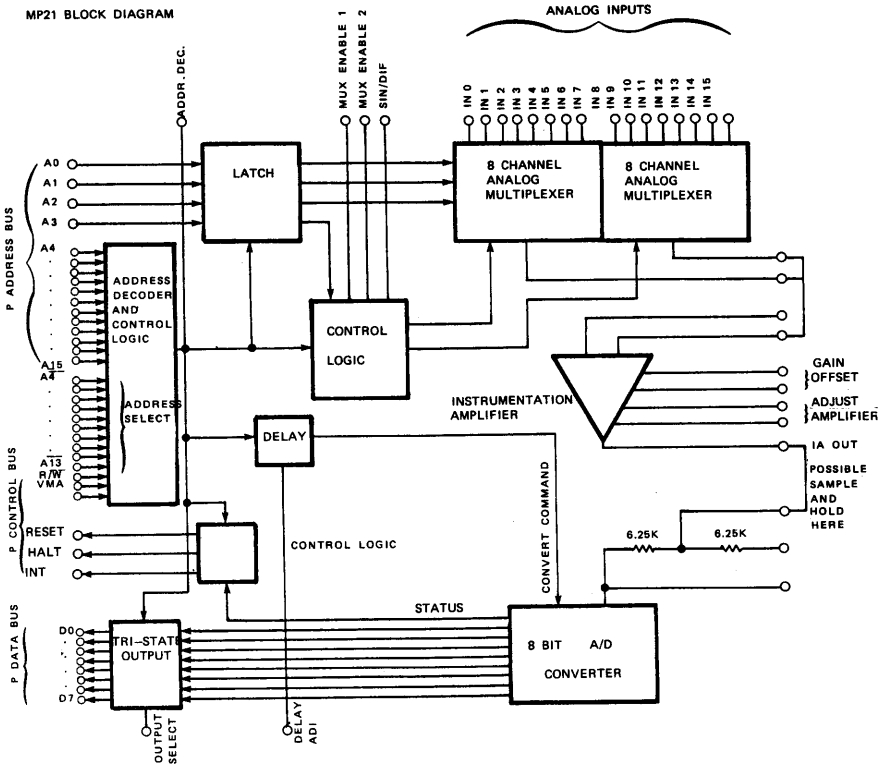 MP21 BLOCK DIAGRAM
ANALOG INPUTS
ADDR.DEC.
MUX ENABLE 1
MUX ENABLE 2
SIN/DIF
IN 0
IN 1
IN 2
IN 3
IN 4
IN 5
IN 6
IN 7
IN 8
IN 9
IN 10
IN 11
IN 12
IN 13
IN 14
IN 15
P ADDRESS BUS
A0
A1
A2
A3
A4
A15
A4
A13
R/W
VMA
LATCH
8 CHANNEL
ANALOG
MULTIPLEXER
8 CHANNEL
ANALOG
MULTIPLEXER
ADDRESS
DECODER
AND
CONTROL
LOGIC
ADDRESS
SELECT
CONTROL
LOGIC
INSTRUMENTATION
AMPLIFIER
GAIN
OFFSET
ADJUST
AMPLIFIER
IA OUT
POSSIBLE
SAMPLE
AND
HOLD
HERE
DELAY
P CONTROL BUS
RESET
HALT
INT
CONTROL LOGIC
CONVERT COMMAND
6.25K
6.25K
STATUS
P DATA BUS
D0
D7
TRI-STATE
OUTPUT
8 BIT A/D
CONVERTER
OUTPUT
SELECT
DELAY
ADJ